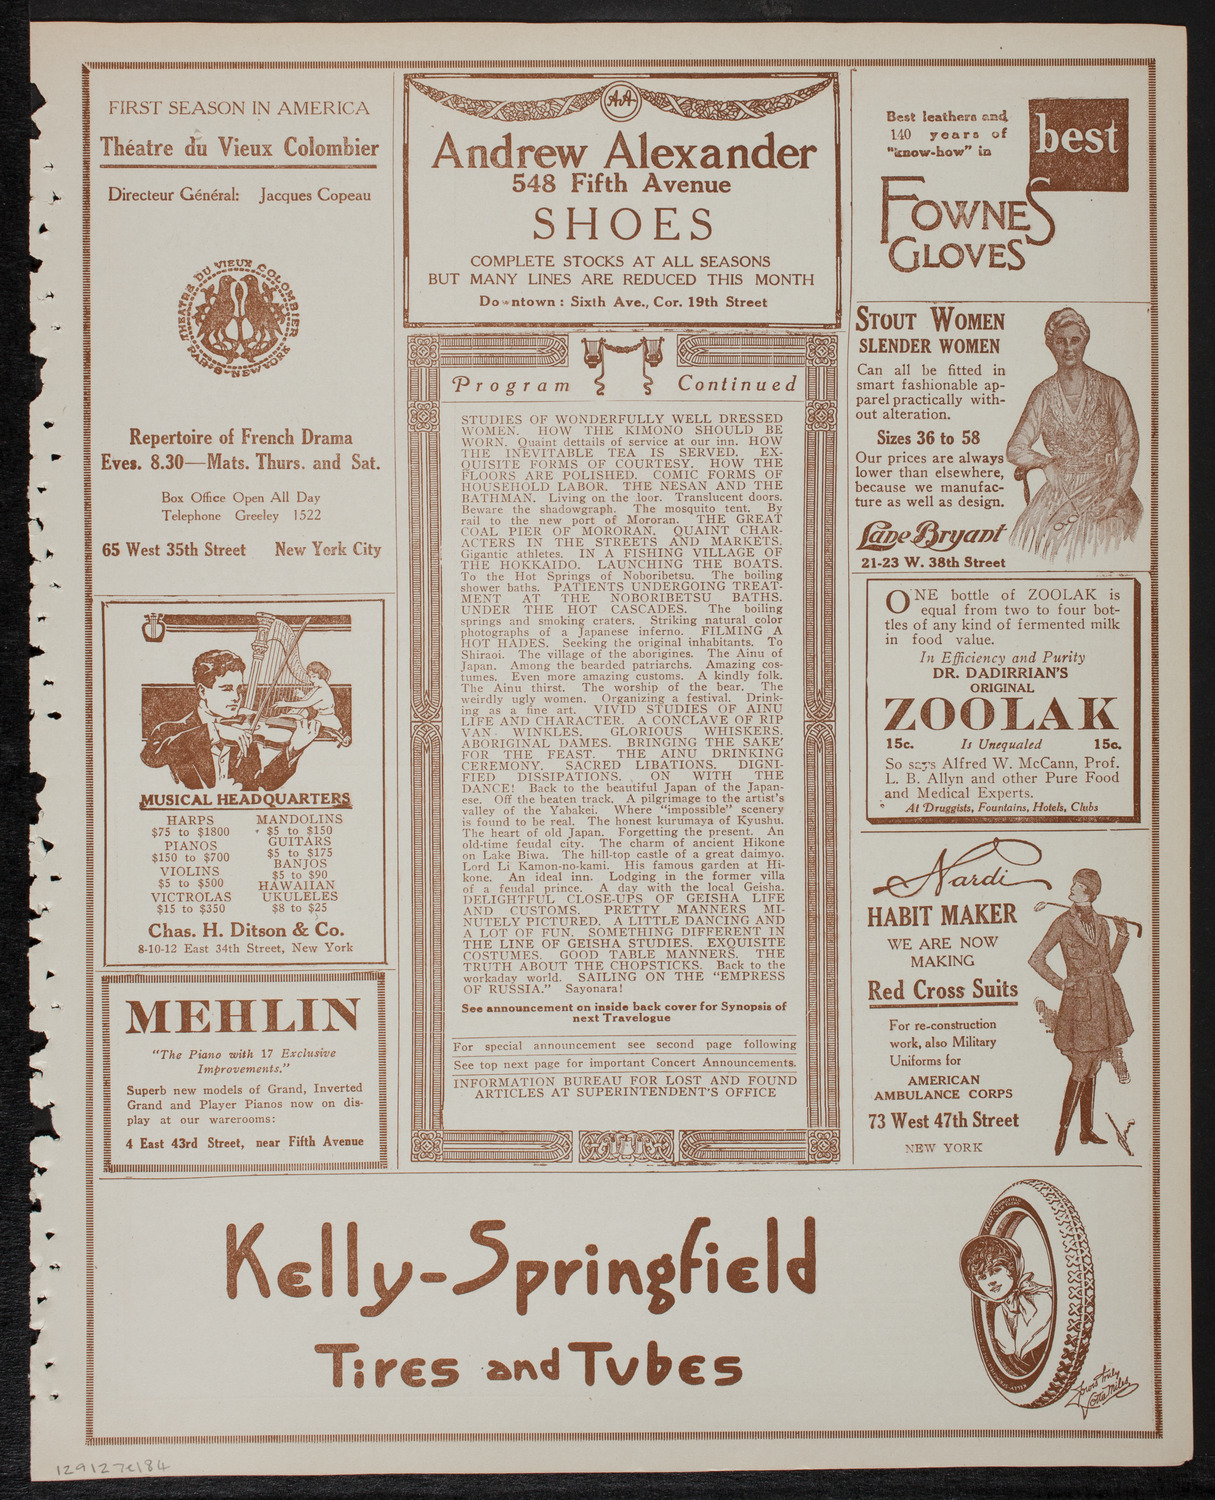 FIRST SEASON IN AMERICA
Théatre du Vieux Colombier
Directeur Général: Jacques Copeau
THEATRE DU VIEUX COLOMBIER
PARIS NEW YORK
Repertoire of French Drama
Eves. 8.30—Mats. Thurs. and Sat.
Box Office Open All Day
Telephone Greeley 1522
65 West 35th Street New York City
MUSICAL HEADQUARTERS
HARPS
$75 to $1800
PIANOS
$150 to $700
VIOLINS
$5 to $500
VICTROLAS
$15 to $350
MANDOLINS
$5 to $150
GUITARS
$5 to $175
BANJOS
$5 to $90
HAWAIIAN
UKULELES
$8 to $25
Chas. H. Ditson & Co.
8-10-12 East 34th Street, New York
MEHLIN
"The Piano with 17 Exclusive
Improvements."
Superb new models of Grand, Inverted
Grand and Player Pianos now on dis-
play at our warerooms:
4 East 43rd Street, near Fifth Avenue
AA
Andrew Alexander
548 Fifth Avenue
SHOES
COMPLETE STOCKS AT ALL SEASONS
BUT MANY LINES ARE REDUCED THIS MONTH
Downtown: Sixth Ave., Cor. 19th Street
Program Continued
STUDIES OF WONDERFULLY WELL DRESSED
WOMEN. HOW THE KIMONO SHOULD BE
WORN. Quaint dettails of service at our inn. HOW
THE INEVITABLE TEA IS SERVED. EX-
QUISITE FORMS OF COURTESY. HOW THE
FLOORS ARE POLISHED. COMIC FORMS OF
HOUSEHOLD LABOR. THE NESAN AND THE
BATHMAN. Living on the loor. Translucent doors.
Beware the shadowgraph. The mosquito tent. By
rail to the new port of Mororan. THE GREAT
COAL PIER OF MORORAN. QUAINT CHAR-
ACTERS IN THE STREETS AND MARKETS.
Gigantic athletes. IN A FISHING VILLAGE OF
THE HOKKAIDO. LAUNCHING THE BOATS.
To the Hot Springs of Noboribetsu. The boiling
shower baths. PATIENTS UNDERGOING TREAT-
MENT AT THE NOBORIBETSU BATHS.
UNDER THE HOT CASCADES. The boiling
springs and smoking craters. Striking natural color
photographs of a Japanese inferno. FILMING A
HOT HADES. Seeking the original inhabitants. To
Shiraoi. The village of the aborigines. The Ainu of
Japan. Among the bearded patriarchs. Amazing cos-
tumes. Even more amazing customs. A kindly folk.
The Ainu thirst. The worship of the bear. The
weirdly ugly women. Organizing a festival. Drink-
ing as a fine art. VIVID STUDIES OF AINU
LIFE AND CHARACTER. A CONCLAVE OF RIP
VAN WINKLES. GLORIOUS WHISKERS.
ABORIGINAL DAMES. BRINGING THE SAKE'
FOR THE FEAST. THE AINU DRINKING
CEREMONY. SACRED LIBATIONS. DIGNI-
FIED DISSIPATIONS. ON WITH THE
DANCE! Back to the beautiful Japan of the Japan-
ese. Off the beaten track. A pilgrimage to the artist's
valley of the Yabakei. Where "impossible" scenery
is found to be real. The honest kurumaya of Kyushu.
The heart of old Japan. Forgetting the present. An
old-time feudal city. The charm of ancient Hikone
on Lake Biwa. The hill-top castle of a great daimyo.
Lord Li Kamon-no-kami. His famous garden at Hi-
kone. An ideal inn. Lodging in the former villa
of a feudal prince. A day with the local Geisha.
DELIGHTFUL CLOSE-UPS OF GEISHA LIFE
AND CUSTOMS. PRETTY MANNERS MI-
NUTELY PICTURED. A LITTLE DANCING AND
A LOT OF FUN. SOMETHING DIFFERENT IN
THE LINE OF GEISHA STUDIES. EXQUISITE
COSTUMES. GOOD TABLE MANNERS. THE
TRUTH ABOUT THE CHOPSTICKS. Back to the
workaday world. SAILING ON THE "EMPRESS
OF RUSSIA." Sayonara!
See announcement on inside back cover for Synopsis of
next Travelogue
For special announcement see second page following
See top next page for important Concert Announcements.
INFORMATION BUREAU FOR LOST AND FOUND
ARTICLES AT SUPERINTENDENT'S OFFICE
Best leathers and
140 years of
"know-how" in
best
FOWNES
GLOVES
STOUT WOMEN
SLENDER WOMEN
Can all be fitted in
smart fashionable ap-
parel practically with-
out alteration.
Sizes 36 to 58
Our prices are always
lower than elsewhere,
because we manufac-
ture as well as design.
Lane Bryant
21-23 W. 38th Street
ONE bottle of ZOOLAK is
equal from two to four bot-
tles of any kind of fermented milk
in food value.
In Efficiency and Purity
DR. DADIRRIAN'S
ORIGINAL
ZOOLAK
15c. Is Unequaled 15c.
So says Alfred W. McCann, Prof.
L. B. Allyn and other Pure Food
and Medical Experts.
At Druggists, Fountains, Hotels, Clubs
Nardi
HABIT MAKER
WE ARE NOW
MAKING
Red Cross Suits
For re-construction
work, also Military
Uniforms for
AMERICAN
AMBULANCE CORPS
73 West 47th Street
NEW YORK
Kelly-Springfield
Tires and Tubes
Yours truly
Lotta Miles
129127e184